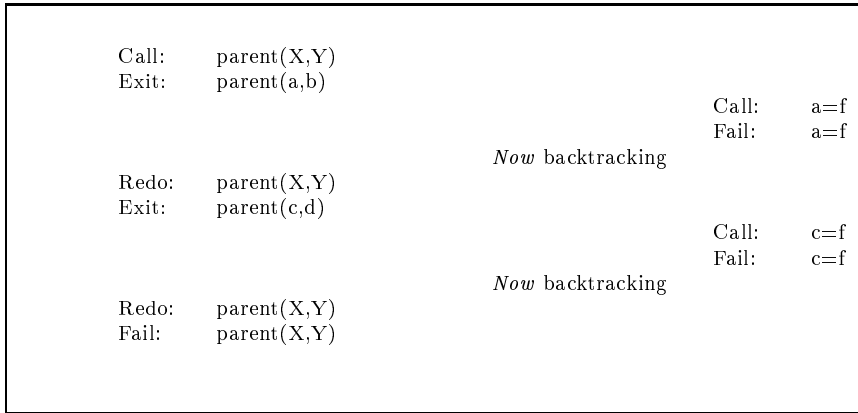 Call: parent(X,Y)
Exit: parent(a,b)
Call: a=f
Fail: a=f
Now backtracking
Redo: parent(X,Y)
Exit: parent(c,d)
Call: c=f
Fail: c=f
Now backtracking
Redo: parent(X,Y)
Fail: parent(X,Y)